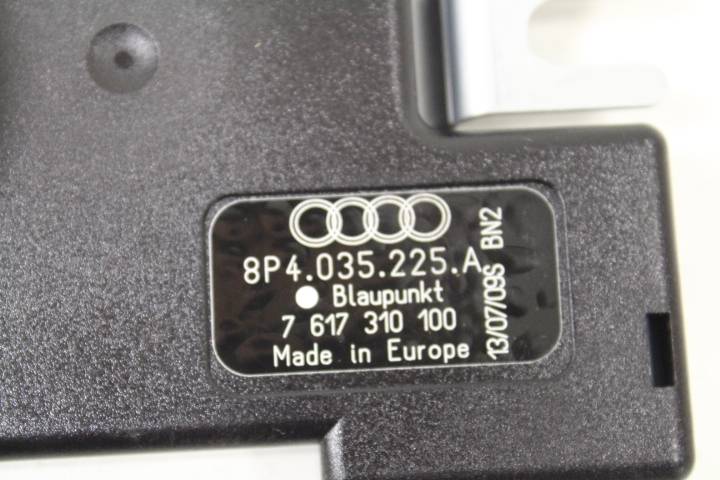 8P4.035.225.A
Blaupunkt
7 617 310 100
Made in Europe
13/07/09S BN2